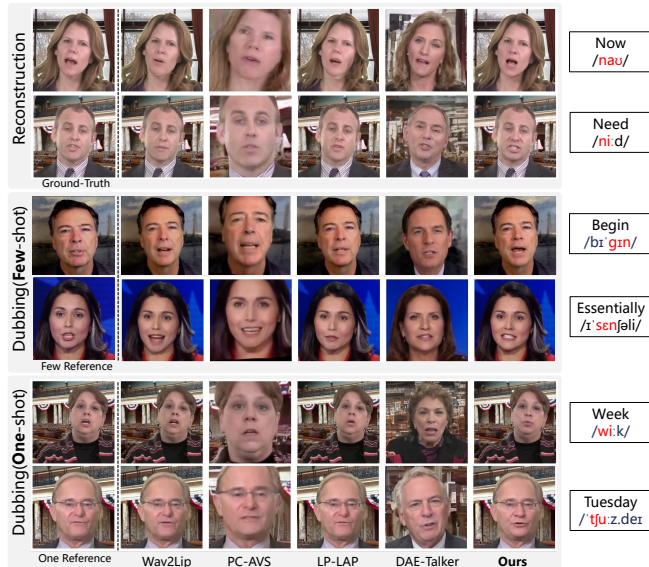 Reconstruction
Now
/naʊ/
Need
/niːd/
Ground-Truth
Dubbing(Few-shot)
Begin
/bɪˈɡɪn/
Essentially
/ɪˈsɛnʃəli/
Few Reference
Dubbing(One-shot)
Week
/wiːk/
Tuesday
/ˈtʃuːz.deɪ/
One Reference
Wav2Lip PC-AVS LP-LAP DAE-Talker Ours